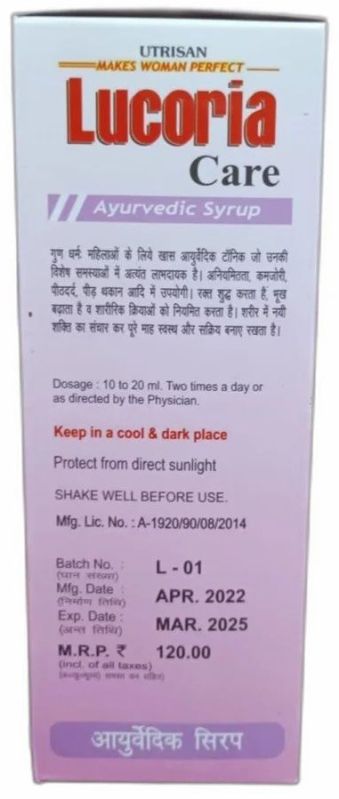 UTRISAN
MAKES WOMAN PERFECT
Lucoria
Care
Ayurvedic Syrup
गुण धर्म: महिलाओं के लिये खास आयुर्वेदिक टॉनिक जो उनकी
विशेष समस्याओं में अत्यंत लाभदायक है। अनियमितता, कमजोरी,
पीठदर्द, पीड़ थकान आदि में उपयोगी। रक्त शुद्ध करता है, भूख
बढ़ाता है व शारीरिक क्रियाओं को नियमित करता है। शरीर में नयी
शक्ति का संचार कर पूरे माह स्वस्थ और सक्रिय बनाए रखता है।
Dosage : 10 to 20 ml. Two times a day or
as directed by the Physician.
Keep in a cool & dark place
Protect from direct sunlight
SHAKE WELL BEFORE USE.
Mfg. Lic. No. : A-1920/90/08/2014
Batch No. : L - 01
(घान संख्या)
Mfg. Date : APR. 2022
(निर्माण तिथि)
Exp. Date : MAR. 2025
(अन्त तिथि)
M.R.P. ₹ 120.00
(incl. of all taxes)
आयुर्वेदिक सिरप